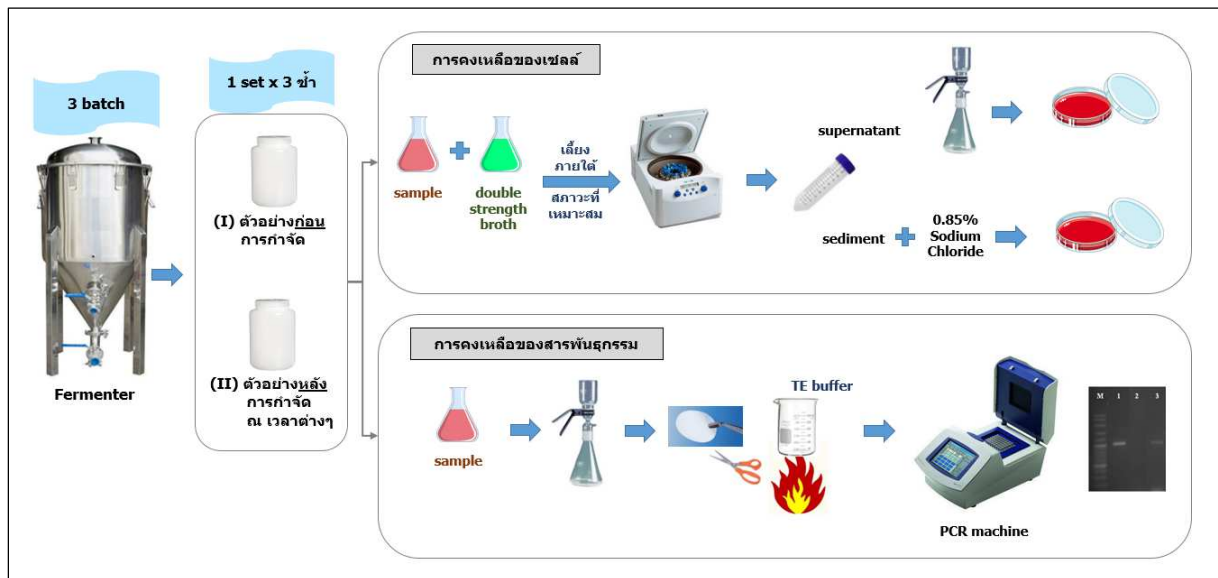 3 batch
Fermenter
1 set x 3 ซ้ำ
(I) ตัวอย่างก่อน
การกำจัด
(II) ตัวอย่างหลัง
การกำจัด
ณ เวลาต่างๆ
การคงเหลือของเซลล์
sample
double
strength
broth
เลี้ยง
ภายใต้
สภาวะที่
เหมาะสม
supernatant
sediment
0.85%
Sodium
Chloride
การคงเหลือของสารพันธุกรรม
sample
TE buffer
PCR machine
M 1 2 3